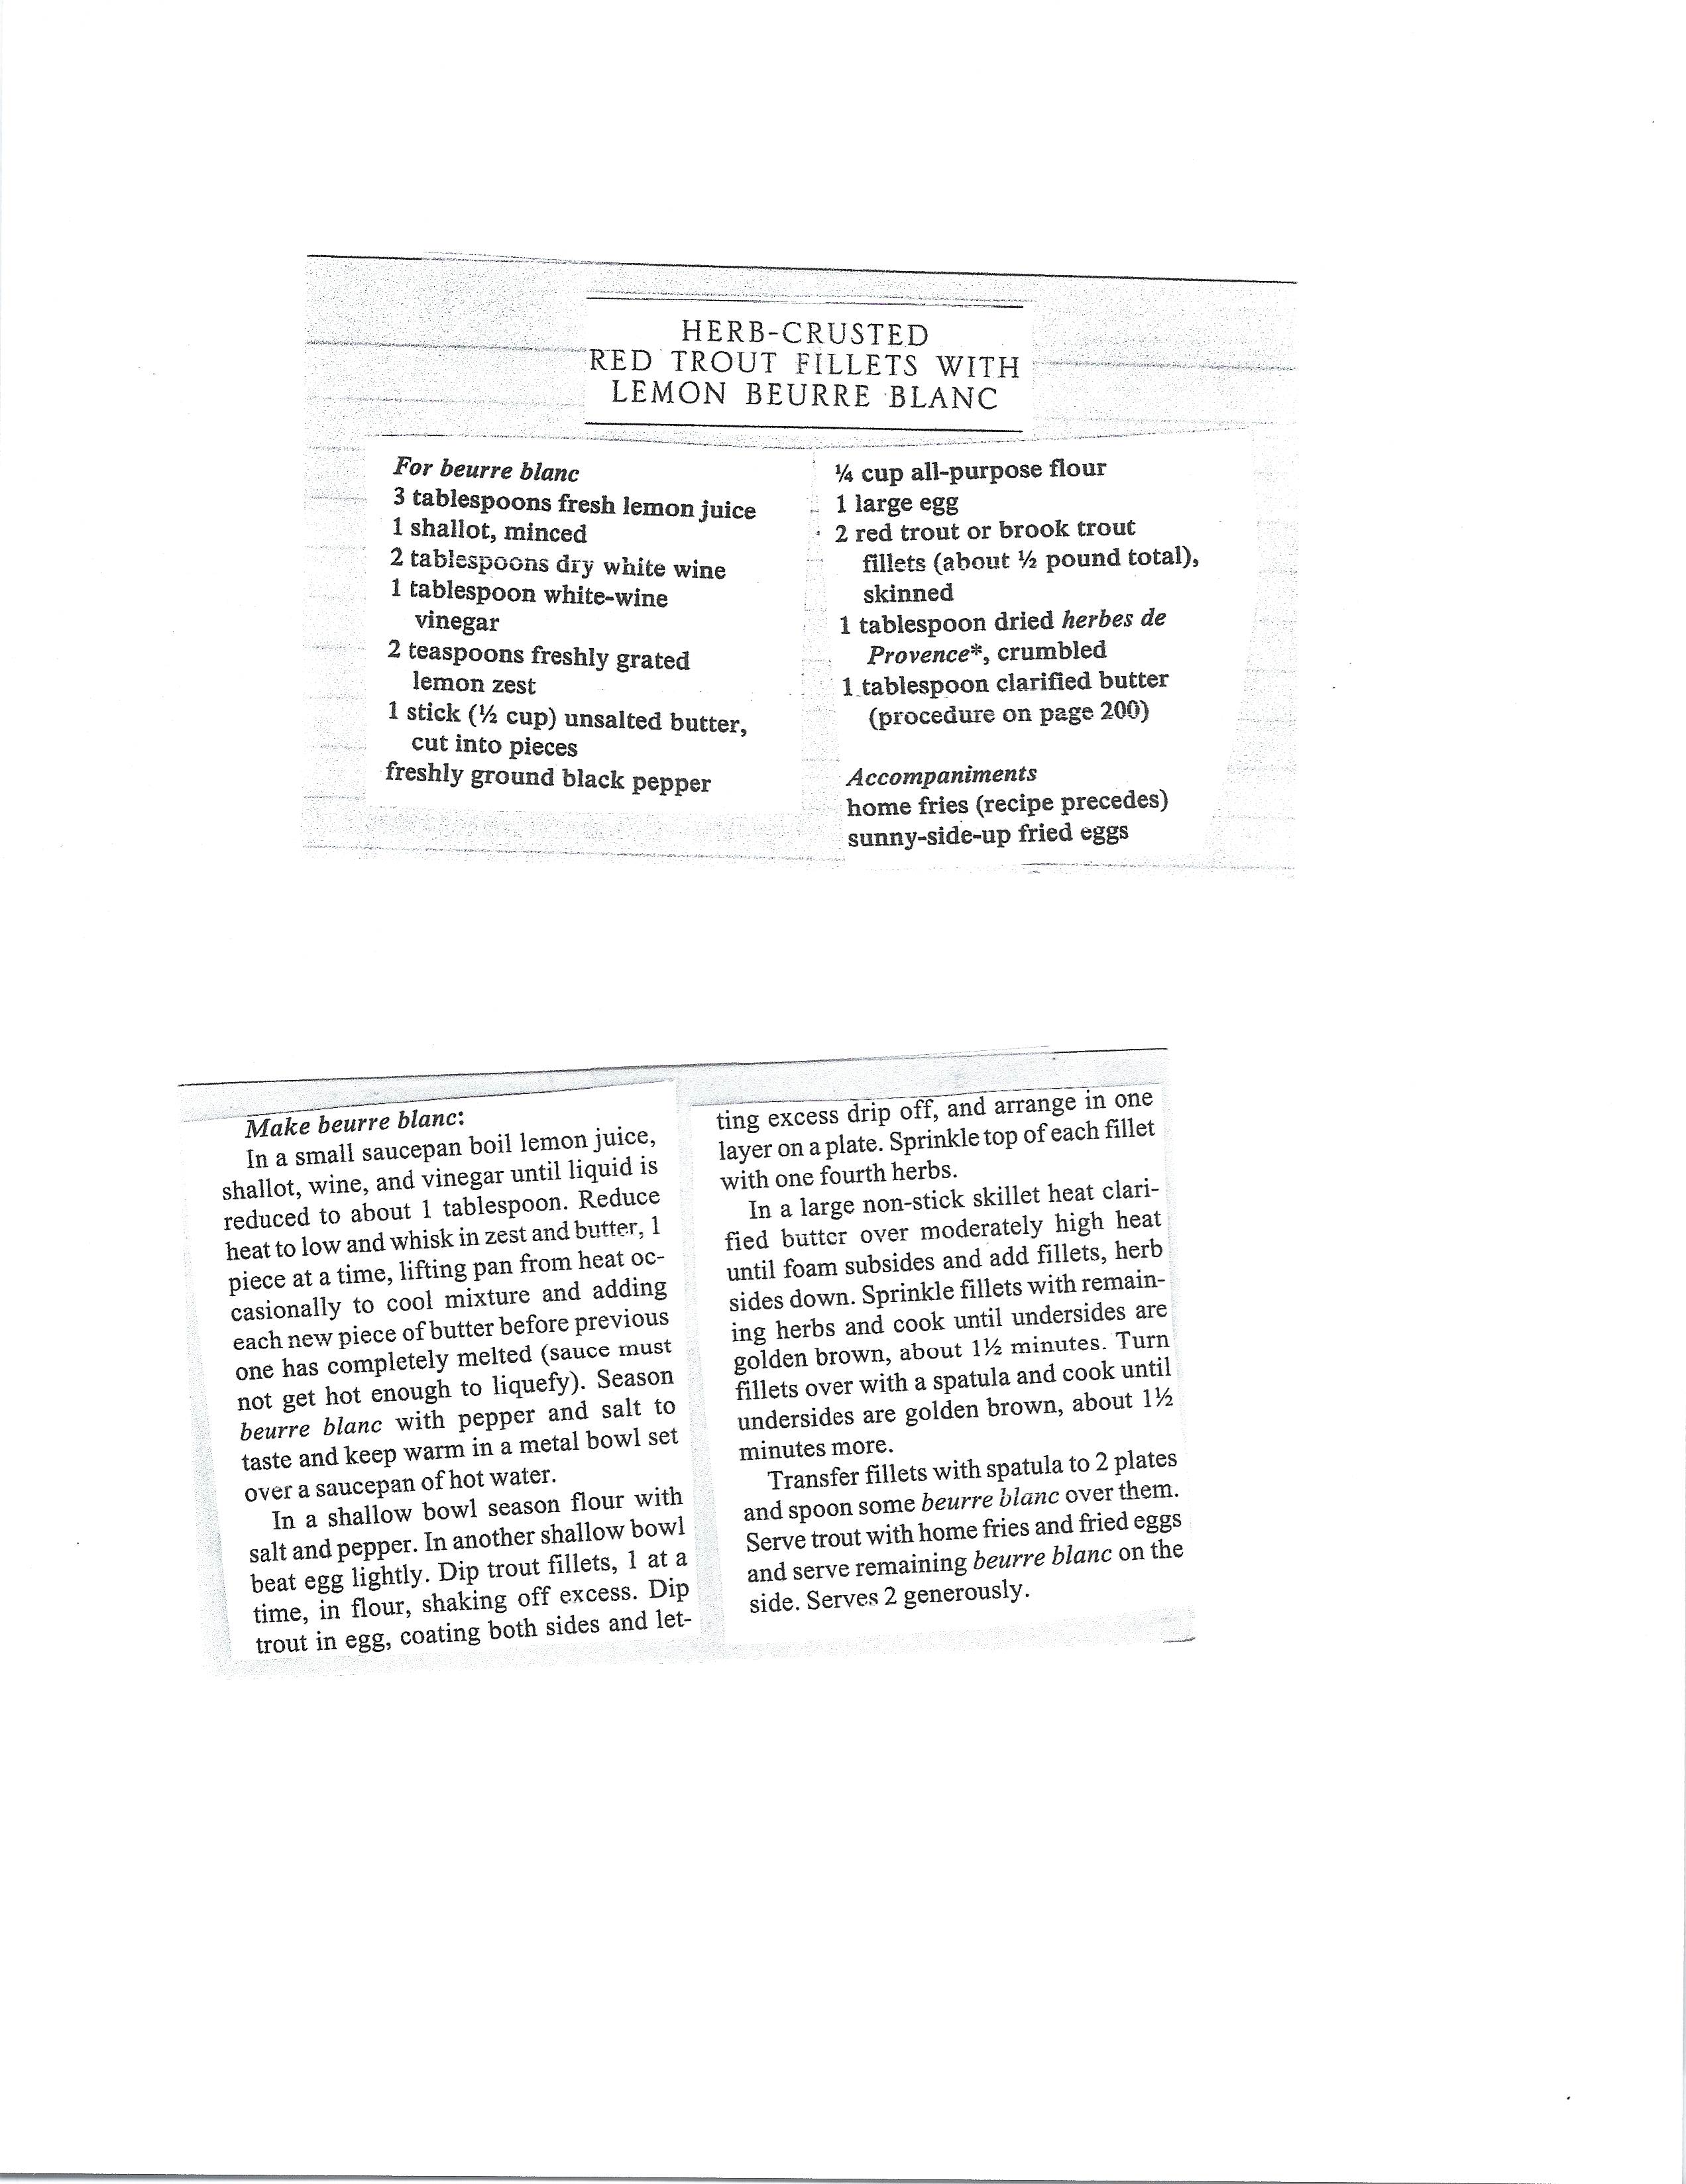 HERB-CRUSTED
RED TROUT FILLETS WITH
LEMON BEURRE BLANC
For beurre blanc
3 tablespoons fresh lemon juice
1 shallot, minced
2 tablespoons dry white wine
1 tablespoon white-wine
vinegar
2 teaspoons freshly grated
lemon zest
1 stick (½ cup) unsalted butter,
cut into pieces
freshly ground black pepper
¼ cup all-purpose flour
1 large egg
2 red trout or brook trout
fillets (about ½ pound total),
skinned
1 tablespoon dried herbes de
Provence*, crumbled
1 tablespoon clarified butter
(procedure on page 200)
Accompaniments
home fries (recipe precedes)
sunny-side-up fried eggs
Make beurre blanc:
In a small saucepan boil lemon juice,
shallot, wine, and vinegar until liquid is
reduced to about 1 tablespoon. Reduce
heat to low and whisk in zest and butter, 1
piece at a time, lifting pan from heat oc-
casionally to cool mixture and adding
each new piece of butter before previous
one has completely melted (sauce must
not get hot enough to liquefy). Season
beurre blanc with pepper and salt to
taste and keep warm in a metal bowl set
over a saucepan of hot water.
In a shallow bowl season flour with
salt and pepper. In another shallow bowl
beat egg lightly. Dip trout fillets, 1 at a
time, in flour, shaking off excess. Dip
trout in egg, coating both sides and let-
ting excess drip off, and arrange in one
layer on a plate. Sprinkle top of each fillet
with one fourth herbs.
In a large non-stick skillet heat clari-
fied butter over moderately high heat
until foam subsides and add fillets, herb
sides down. Sprinkle fillets with remain-
ing herbs and cook until undersides are
golden brown, about 1½ minutes. Turn
fillets over with a spatula and cook until
undersides are golden brown, about 1½
minutes more.
Transfer fillets with spatula to 2 plates
and spoon some beurre blanc over them.
Serve trout with home fries and fried eggs
and serve remaining beurre blanc on the
side. Serves 2 generously.